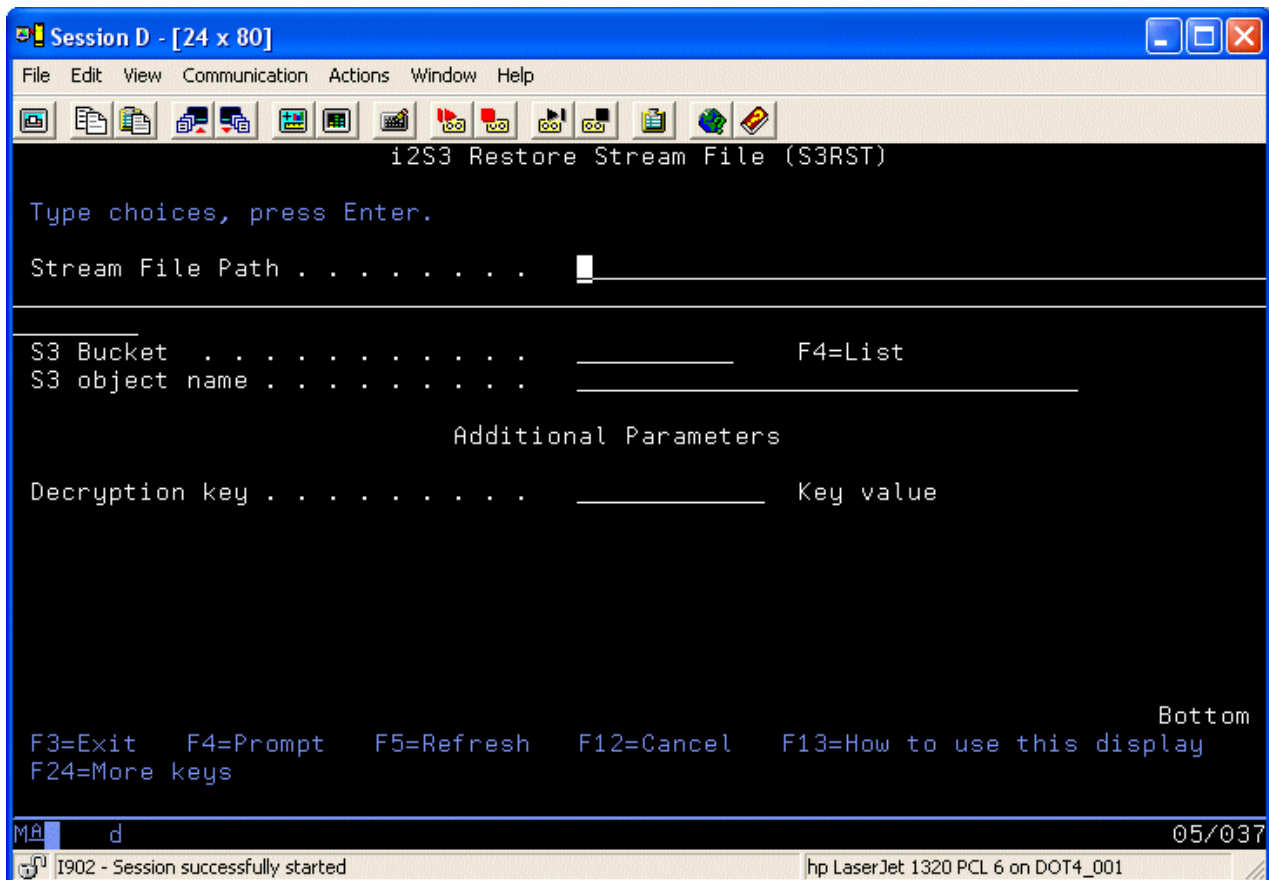 Session D - [24 x 80]
File Edit View Communication Actions Window Help
i2S3 Restore Stream File (S3RST)
Type choices, press Enter.
Stream File Path . . . . . . . .
S3 Bucket . . . . . . . . . . . F4=List
S3 object name . . . . . . . . .
Additional Parameters
Decryption key . . . . . . . . . Key value
Bottom
F3=Exit F4=Prompt F5=Refresh F12=Cancel F13=How to use this display
F24=More keys
MA d 05/037
I902 - Session successfully started hp LaserJet 1320 PCL 6 on DOT4_001